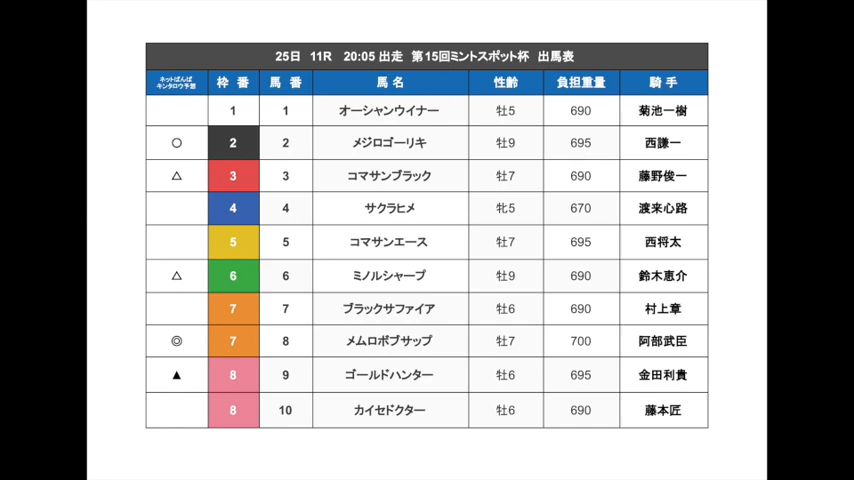 25日 11R 20:05 出走 第15回ミントスポット杯 出馬表
ネットばんば キンタロウ予想 枠番 馬番 馬名 性齢 負担重量 騎手
1 1 オーシャンウイナー 牡5 690 菊池一樹
○ 2 2 メジロゴーリキ 牡9 695 西謙一
△ 3 3 コマサンブラック 牡7 690 藤野俊一
4 4 サクラヒメ 牝5 670 渡来心路
5 5 コマサンエース 牡7 695 西将太
△ 6 6 ミノルシャープ 牡9 690 鈴木恵介
7 7 ブラックサファイア 牡6 690 村上章
◎ 7 8 メムロボブサップ 牡7 700 阿部武臣
▲ 8 9 ゴールドハンター 牡6 695 金田利貴
8 10 カイセドクター 牡6 690 藤本匠